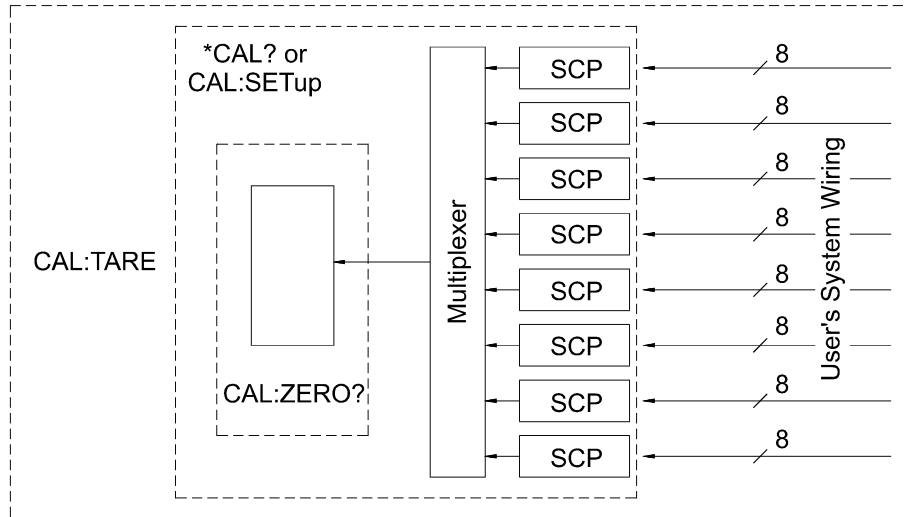 *CAL? or
CAL:SETup
CAL:TARE
CAL:ZERO?
Multiplexer
SCP
SCP
SCP
SCP
SCP
SCP
SCP
SCP
8
8
8
8
8
8
8
8
User's System Wiring